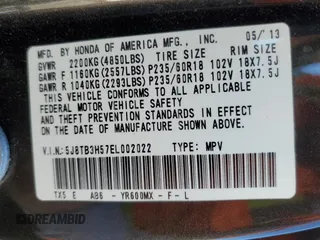 MFD. BY HONDA OF AMERICA MFG., INC. 05/'13
GVWR 2200KG (4850LBS) TIRE SIZE RIM SIZE
GAWR F 1160KG (2557LBS) P235/60R18 102V 18X7.5J
GAWR R 1040KG (2293LBS) P235/60R18 102V 18X7.5J
THIS VEHICLE CONFORMS TO ALL APPLICABLE
FEDERAL MOTOR VEHICLE SAFETY AND THEFT
PREVENTION STANDARDS IN EFFECT ON THE DATE
OF MANUFACTURE SHOWN ABOVE.
V.I.N: 5J8TB3H57EL002022 TYPE: MPV
TX5 E AB6 - YR600MX - F - L
DREAMBID